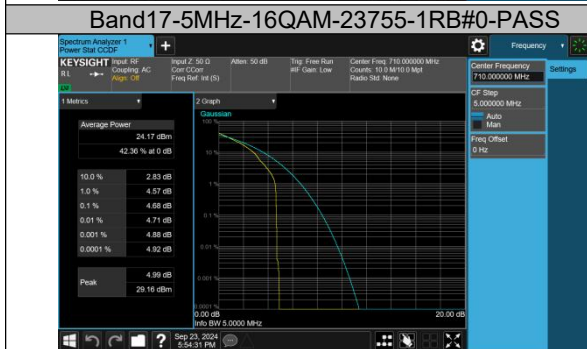 Band17-5MHz-16QAM-23755-1RB#0-PASS
Spectrum Analyzer 1
Power Stat CCDF
Frequency
KEYSIGHT
RL
Input: RF
Coupling: AC
Align: Off
Input Z: 50 Ω
Corr CCorr
Freq Ref: Int (S)
Atten: 50 dB
Trig: Free Run
#IF Gain: Low
Center Freq: 710.000000 MHz
Counts: 10.0 M/10.0 Mpt
Radio Std: None
Center Frequency
710.000000 MHz
Settings
CF Step
5.000000 MHz
Auto
Man
Freq Offset
0 Hz
1 Metrics
Average Power
24.17 dBm
42.36 % at 0 dB
10.0 % 2.83 dB
1.0 % 4.57 dB
0.1 % 4.68 dB
0.01 % 4.71 dB
0.001 % 4.88 dB
0.0001 % 4.92 dB
Peak 4.99 dB
29.16 dBm
2 Graph
Gaussian
100 %
10 %
1 %
0.1 %
0.01 %
0.001 %
0.0001 %
0.00 dB 20.00 dB
Info BW 5.0000 MHz
Sep 23, 2024
5:54:31 PM